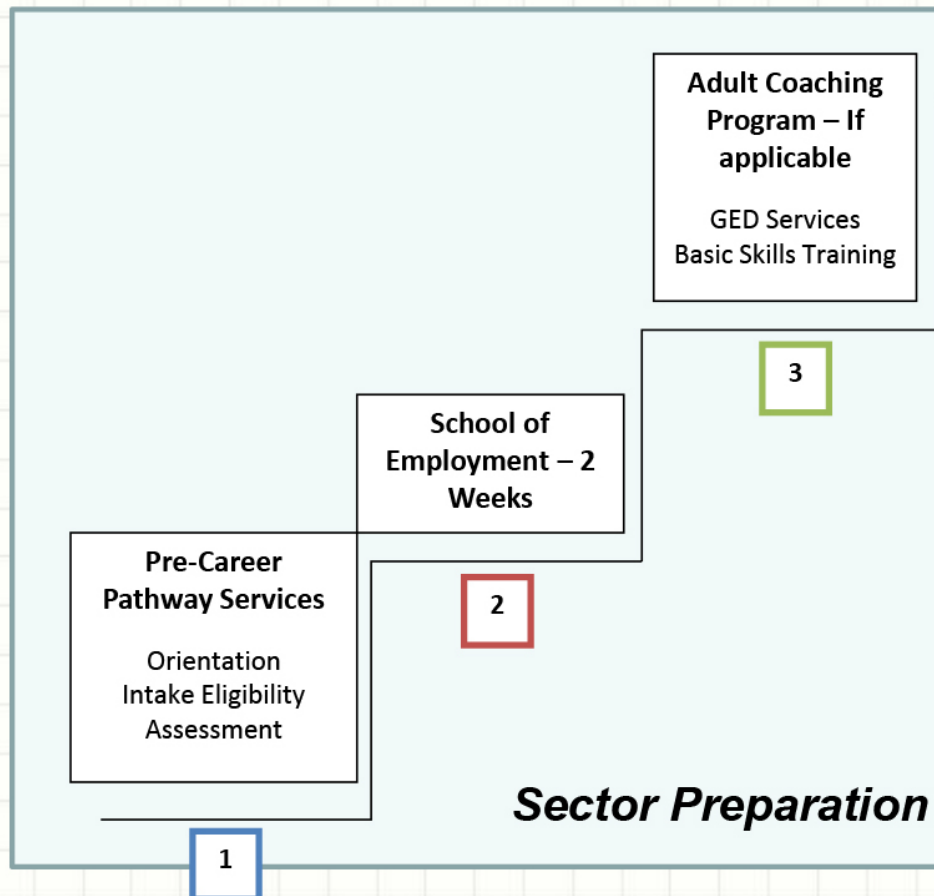 Adult Coaching
Program – If
applicable
GED Services
Basic Skills Training
3
School of
Employment – 2
Weeks
2
Pre-Career
Pathway Services
Orientation
Intake Eligibility
Assessment
Sector Preparation
1